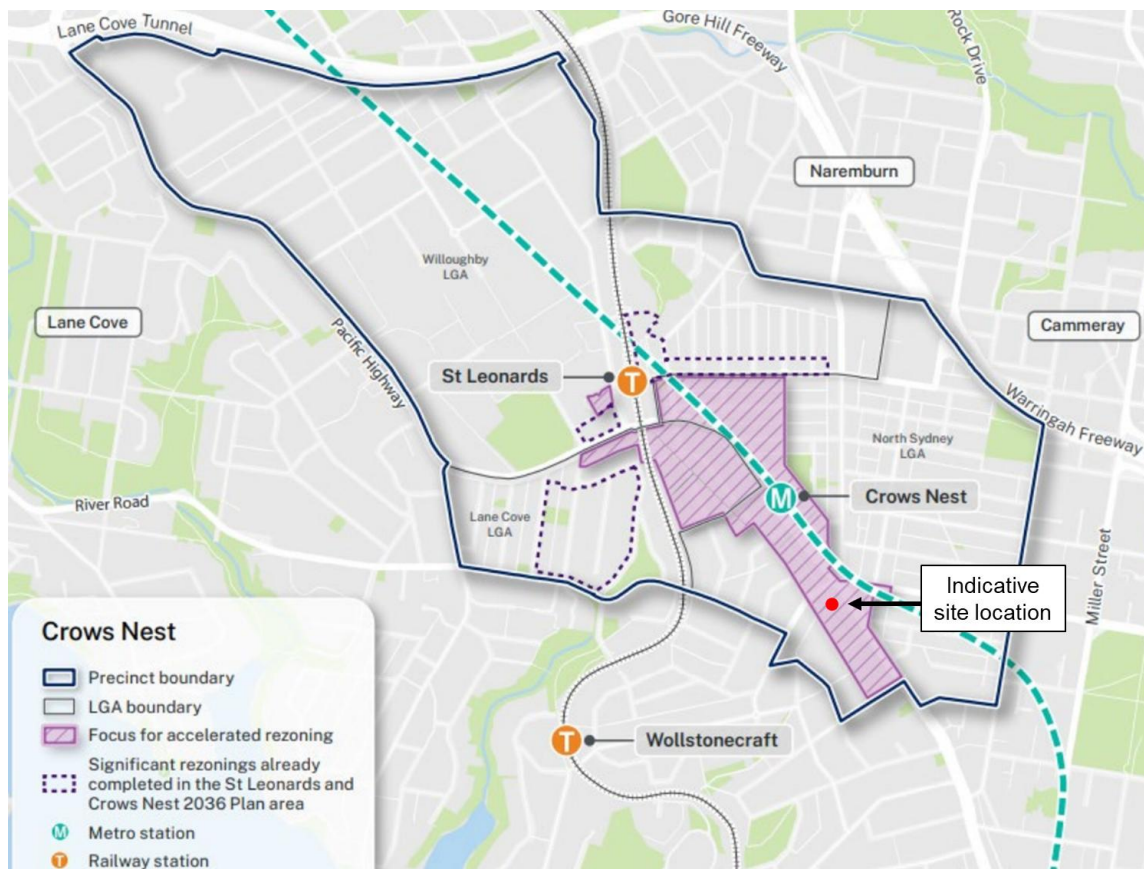 Lane Cove Tunnel
Gore Hill Freeway
Rock Drive
Naremburn
Willoughby
LGA
Lane Cove
Cammeray
Pacific Highway
St Leonards
T
Warringah Freeway
North Sydney
LGA
M
Crows Nest
River Road
Lane Cove
LGA
Miller Street
Indicative
site location
Crows Nest
Precinct boundary
LGA boundary
Focus for accelerated rezoning
Significant rezonings already
completed in the St Leonards and
Crows Nest 2036 Plan area
M Metro station
T Railway station
T
Wollstonecraft